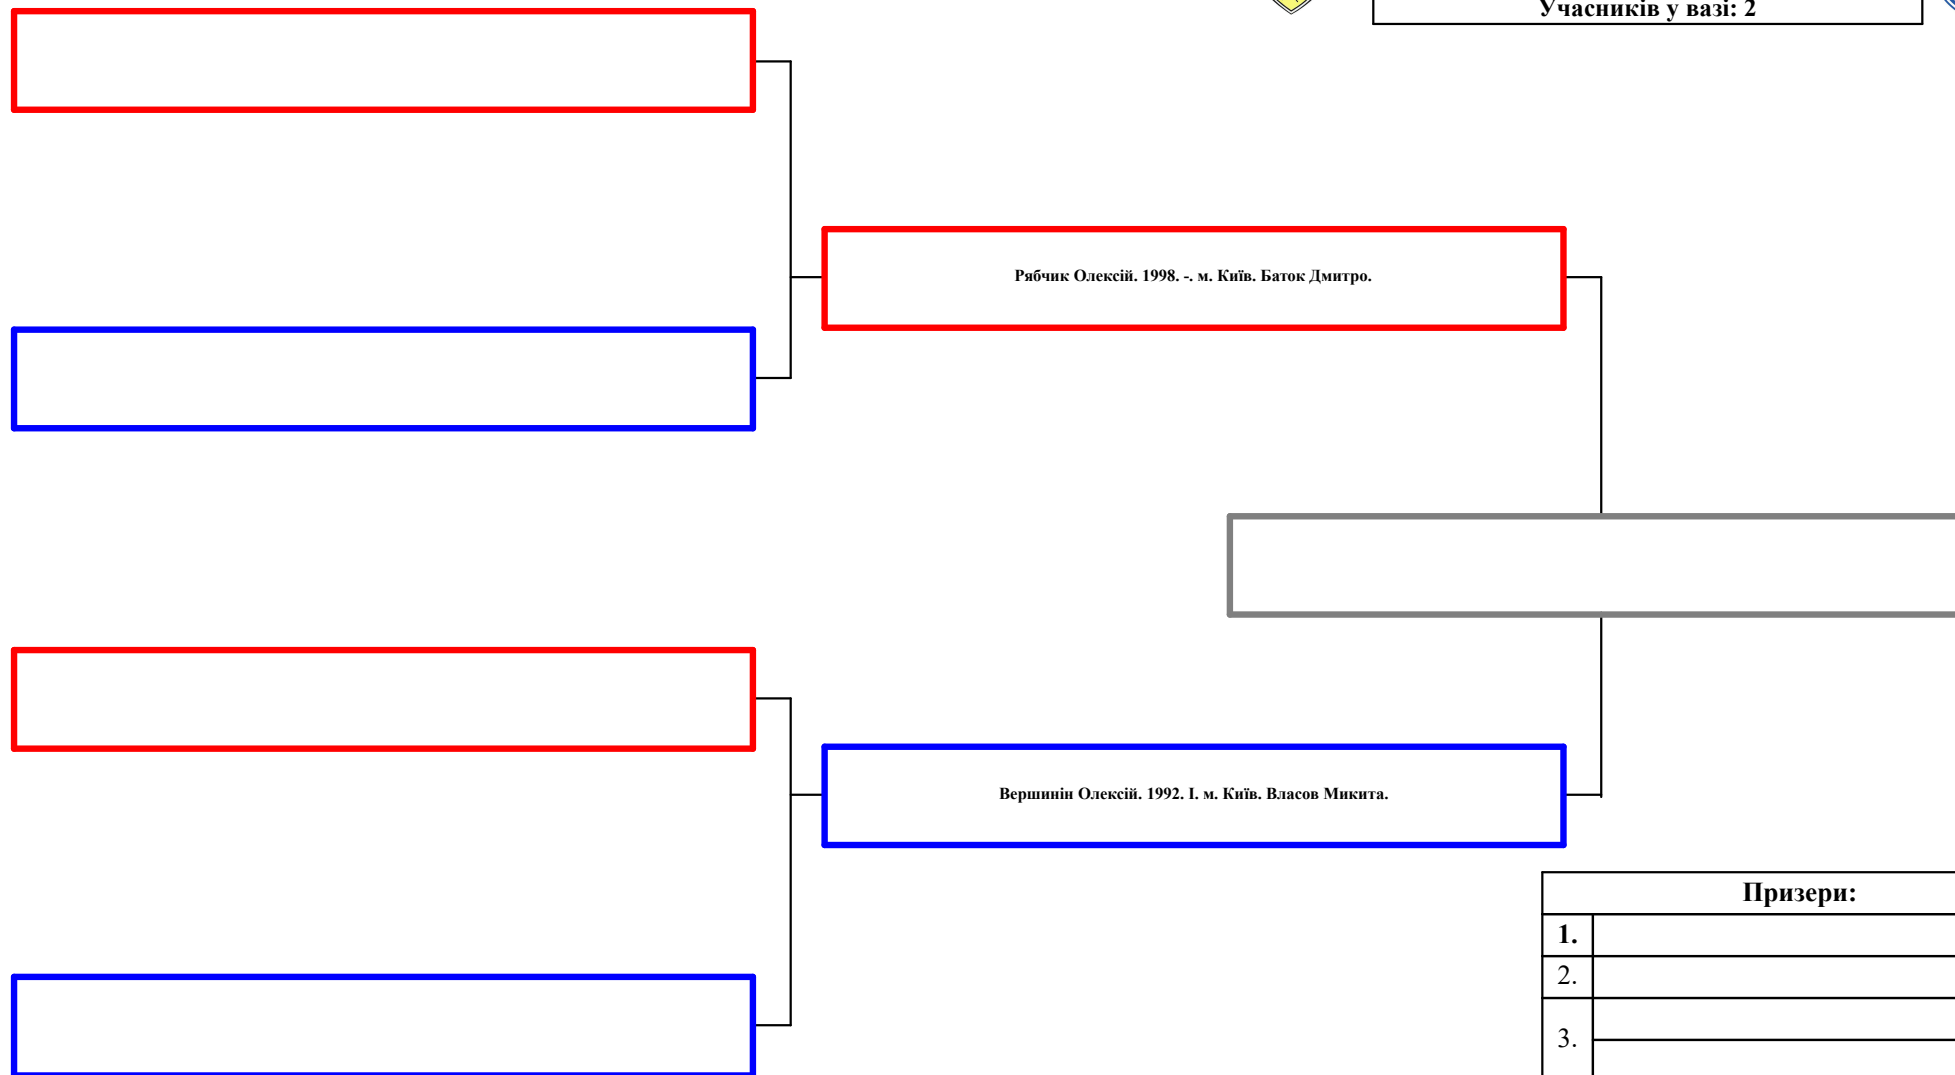 Учасників у вазі: 2
Рябчик Олексій. 1998. -. м. Київ. Баток Дмитро.
Вершинін Олексій. 1992. I. м. Київ. Власов Микита.
Призери:
1.
2.
3.